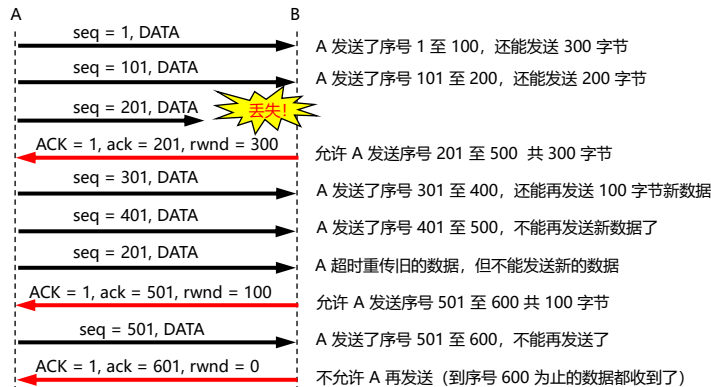 A B
seq = 1, DATA A 发送了序号 1 至 100，还能发送 300 字节
seq = 101, DATA A 发送了序号 101 至 200，还能发送 200 字节
seq = 201, DATA 丢失!
ACK = 1, ack = 201, rwnd = 300 允许 A 发送序号 201 至 500 共 300 字节
seq = 301, DATA A 发送了序号 301 至 400，还能再发送 100 字节新数据
seq = 401, DATA A 发送了序号 401 至 500，不能再发送新数据了
seq = 201, DATA A 超时重传旧的数据，但不能发送新的数据
ACK = 1, ack = 501, rwnd = 100 允许 A 发送序号 501 至 600 共 100 字节
seq = 501, DATA A 发送了序号 501 至 600，不能再发送了
ACK = 1, ack = 601, rwnd = 0 不允许 A 再发送（到序号 600 为止的数据都收到了）